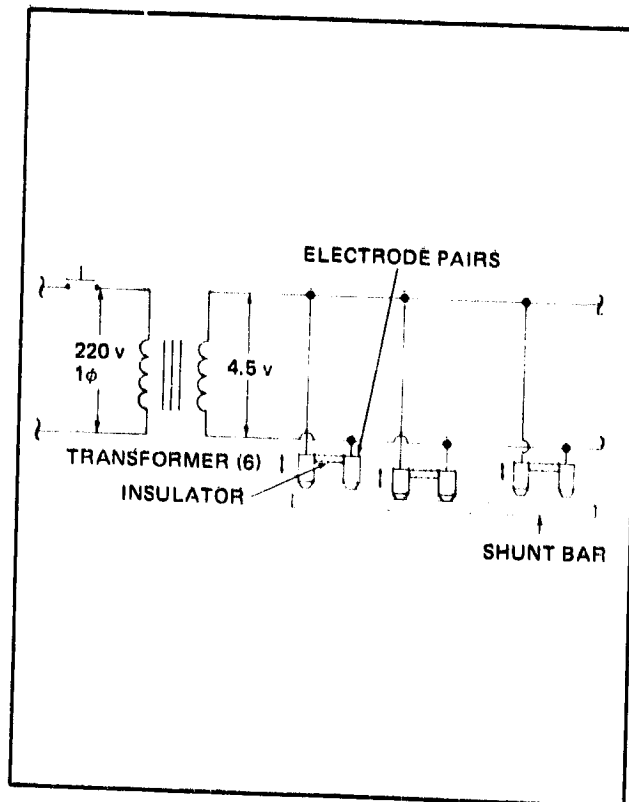 ELECTRODE PAIRS
220 v
1ϕ
4.5 v
TRANSFORMER (6)
INSULATOR
SHUNT BAR